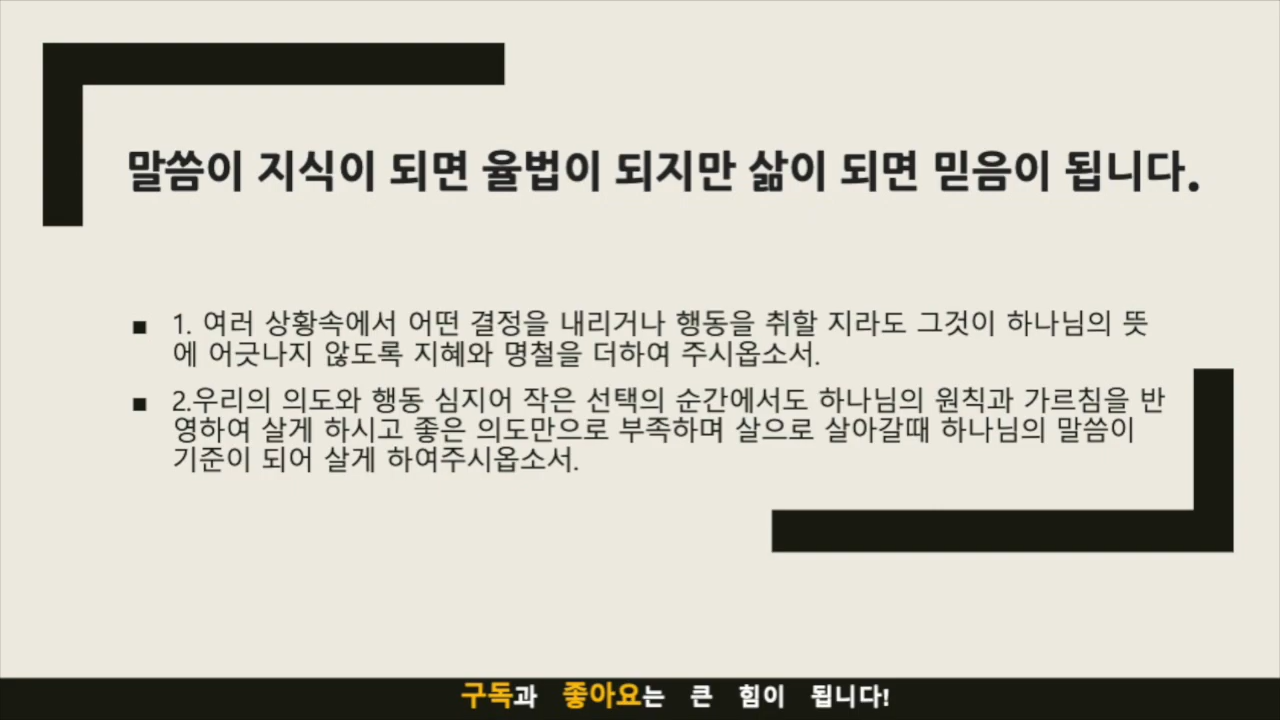 말씀이 지식이 되면 율법이 되지만 삶이 되면 믿음이 됩니다.
■ 1. 여러 상황속에서 어떤 결정을 내리거나 행동을 취할 지라도 그것이 하나님의 뜻
에 어긋나지 않도록 지혜와 명철을 더하여 주시옵소서.
■ 2.우리의 의도와 행동 심지어 작은 선택의 순간에서도 하나님의 원칙과 가르침을 반
영하여 살게 하시고 좋은 의도만으로 부족하며 살으로 살아갈때 하나님의 말씀이
기준이 되어 살게 하여주시옵소서.
구독과 좋아요는 큰 힘이 됩니다!